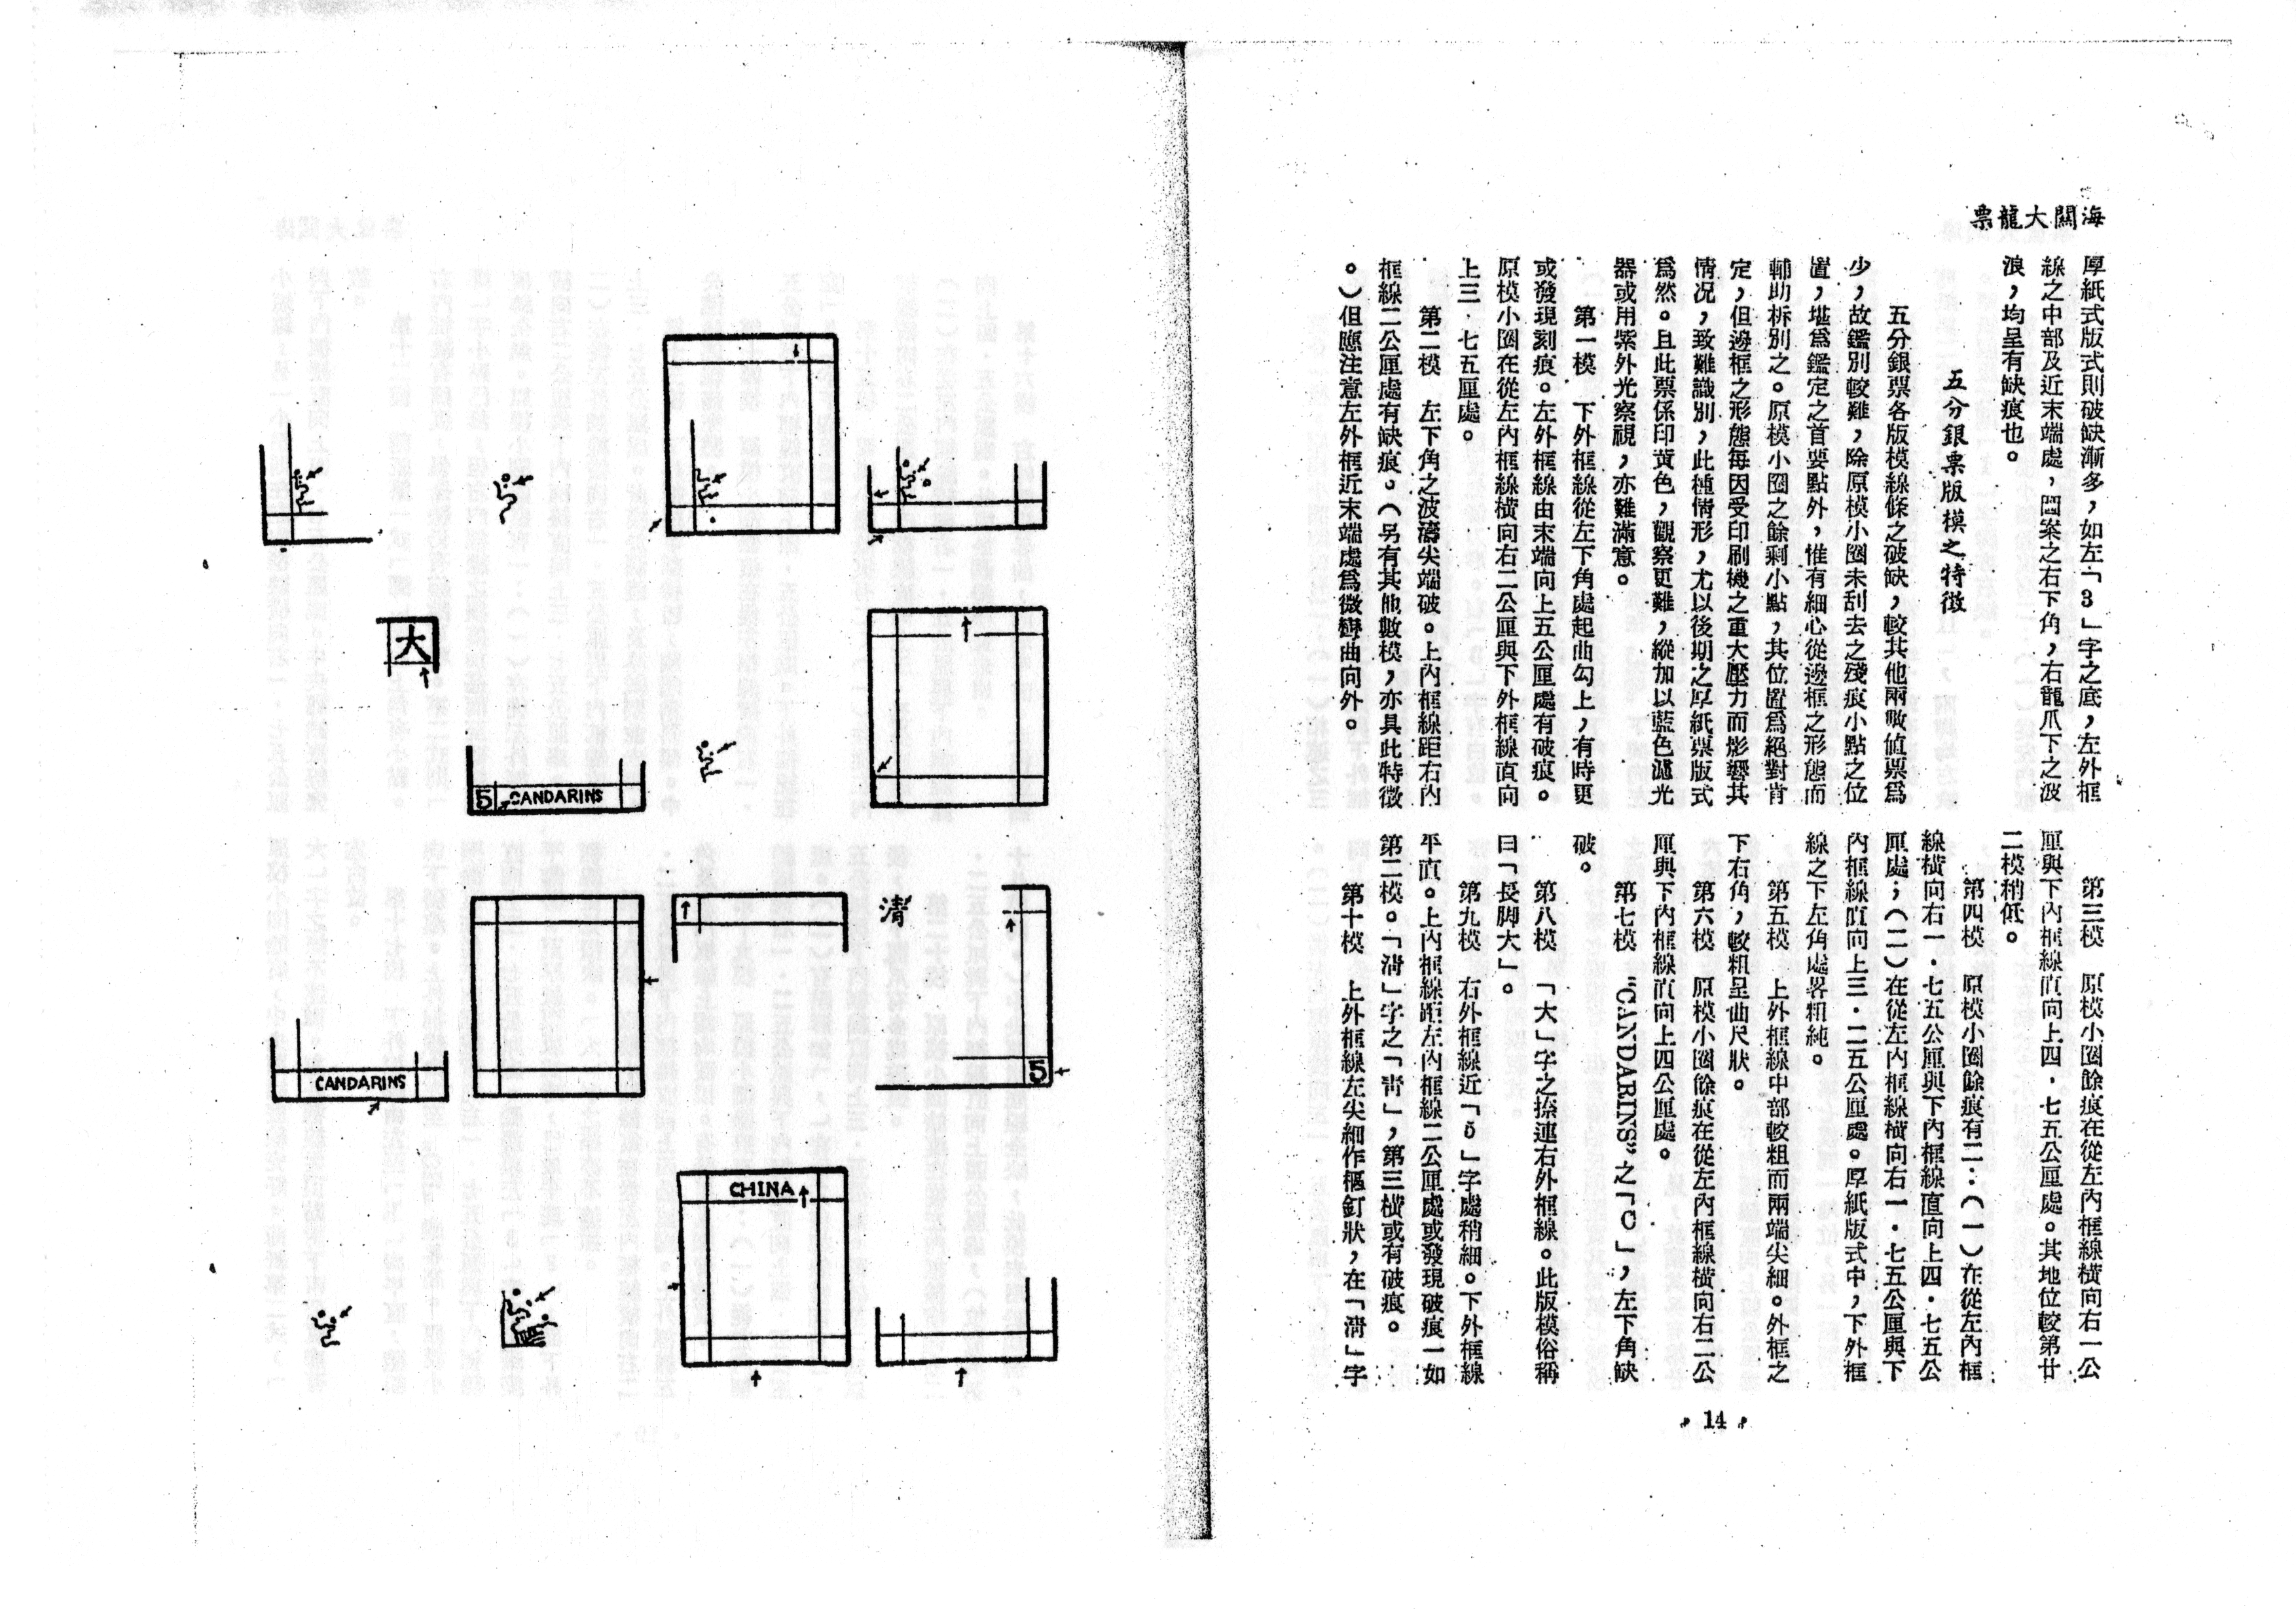 海關大龍票
厚紙式版式則破缺漸多，如左「3」字之底，左外框
線之中部及近末端處，圖案之右下角，右龍爪下之波
浪，均呈有缺痕也。
五分銀票版模之特徵
五分銀票各版模線條之破缺，較其他兩數值票為
少，故鑑別較難，除原模小圈未刮去之殘痕小點之位
置，堪爲鑑定之首要點外，惟有細心從邊框之形態而
輔助析別之。原模小圈之餘剩小點，其位置爲絕對肯
定，但邊框之形態每因受印刷機之重大壓力而影響其
情況，致難識別，此種情形，尤以後期之厚紙票版式
爲然。且此票係印黃色，觀察更難，縱加以藍色濾光
器或用紫外光察視，亦難滿意。
第一模　下外框線從左下角處起曲勾上，有時更
或發現刻痕。左外框線由末端向上五公厘處有破痕。
原模小圈在從左內框線橫向右二公厘與下外框線直向
上三．七五厘處。
第二模　左下角之波濤尖端破。上內框線距右內
框線二公厘處有缺痕。（另有其他數模，亦具此特徵
。）但應注意左外框近末端處爲微彎曲向外。
第三模　原模小圈餘痕在從左內框線橫向右一公
厘與下內框線直向上四．七五公厘處。其地位較第廿
二模稍低。
第四模　原模小圈餘痕有二：（一）在從左內框
線橫向右一．七五公厘與下內框線直向上四．七五公
厘處；（二）在從左內框線橫向右一．七五公厘與下
內框線直向上三．二五公厘處。厚紙版式中，下外框
線之下左角處畧粗純。
第五模　上外框線中部較粗而兩端尖細。外框之
下右角，較粗呈曲尺狀。
第六模　原模小圈餘痕在從左內框線橫向右二公
厘與下內框線直向上四公厘處。
第七模　"CANDARINS"之「C」，左下角缺
破。
第八模　「大」字之捺連右外框線。此版模俗稱
曰「長脚大」。
第九模　右外框線近「5」字處稍細。下外框線
平直。上內框線距左內框線二公厘處或發現破痕一如
第二模。「清」字之「靑」，第三橫或有破痕。
第十模　上外框線左尖細作樞釘狀，在「淸」字
14
大
5 CANDARINS
清
5
CANDARINS
CHINA